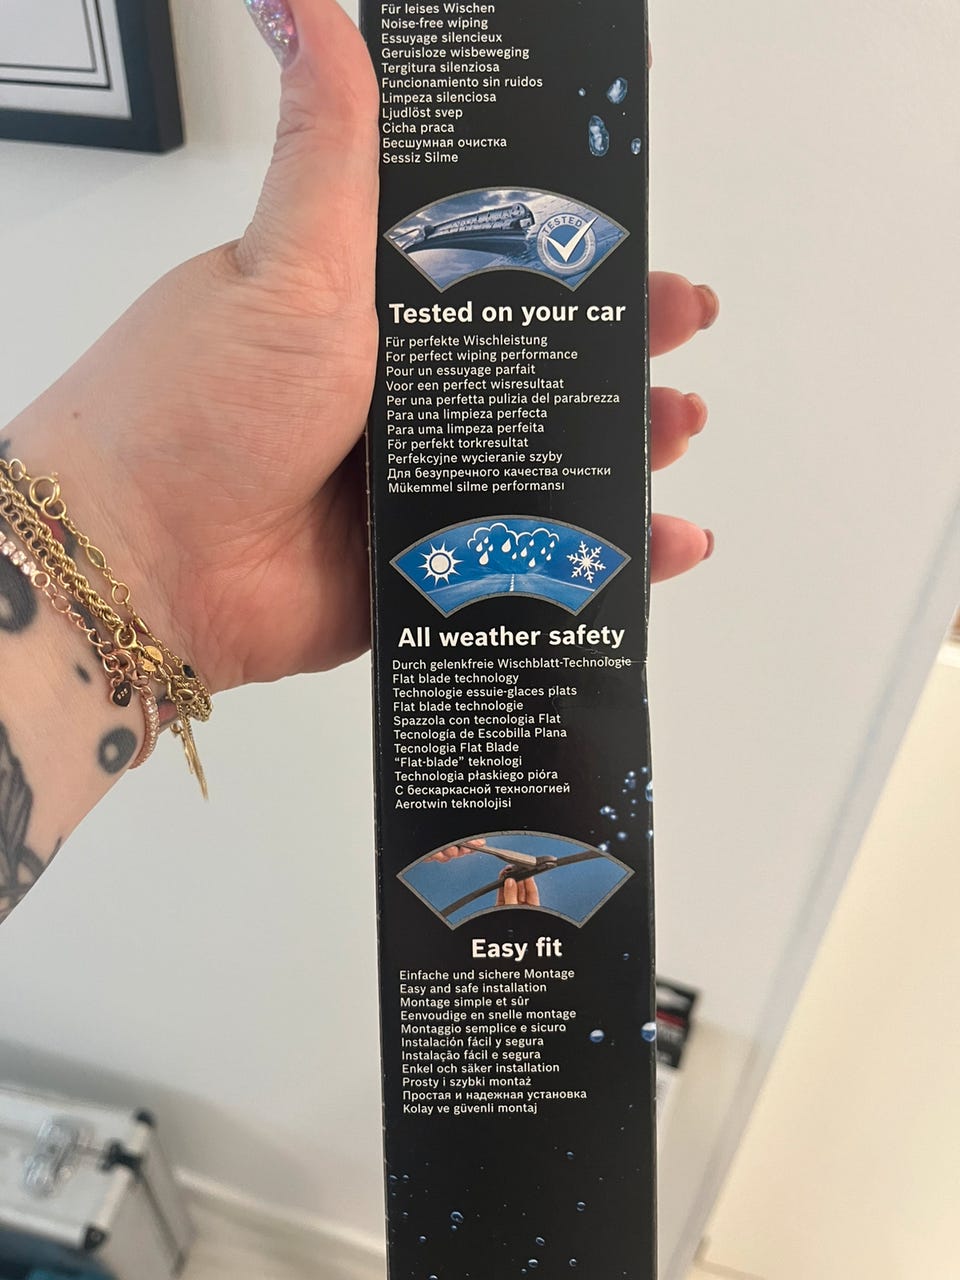 Für leises Wischen
Noise-free wiping
Essuyage silencieux
Geruisloze wisbeweging
Tergitura silenziosa
Funcionamiento sin ruidos
Limpeza silenciosa
Ljudlöst svep
Cicha praca
Бесшумная очистка
Sessiz Silme
TESTED
Tested on your car
Für perfekte Wischleistung
For perfect wiping performance
Pour un essuyage parfait
Voor een perfect wisresultaat
Per una perfetta pulizia del parabrezza
Para una limpieza perfecta
Para uma limpeza perfeita
För perfekt torkresultat
Perfekcyjne wycieranie szyby
Для безупречного качества очистки
Mükemmel silme performansı
All weather safety
Durch gelenkfreie Wischblatt-Technologie
Flat blade technology
Technologie essuie-glaces plats
Flat blade technologie
Spazzola con tecnologia Flat
Tecnología de Escobilla Plana
Tecnologia Flat Blade
“Flat-blade” teknologi
Technologia płaskiego pióra
С бескаркасной технологией
Aerotwin teknolojisi
Easy fit
Einfache und sichere Montage
Easy and safe installation
Montage simple et sûr
Eenvoudige en snelle montage
Montaggio semplice e sicuro
Instalación fácil y segura
Instalação fácil e segura
Enkel och säker installation
Prosty i szybki montaż
Простая и надежная установка
Kolay ve güvenli montaj
925